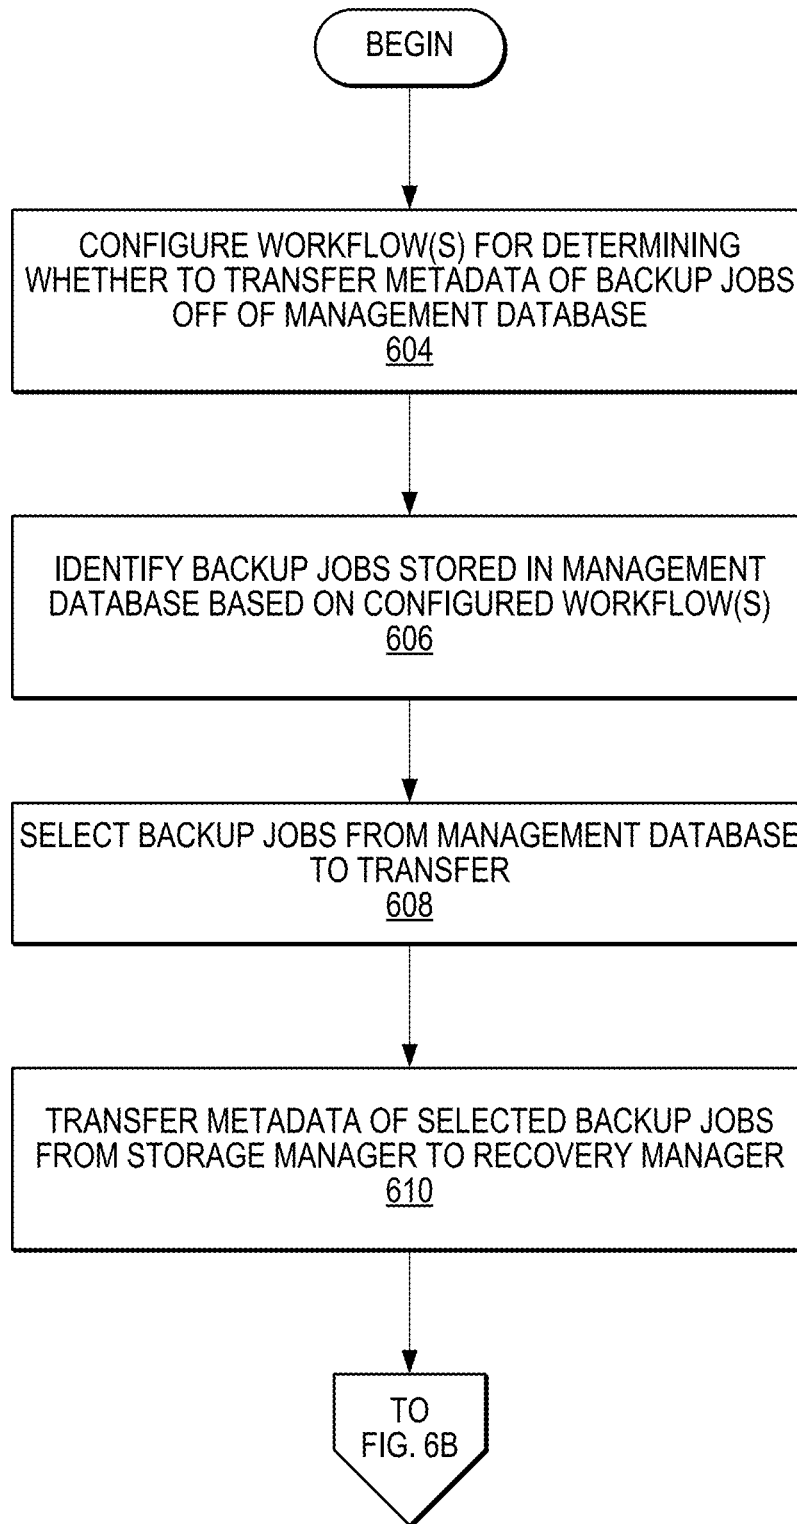 BEGIN
CONFIGURE WORKFLOW(S) FOR DETERMINING
WHETHER TO TRANSFER METADATA OF BACKUP JOBS
OFF OF MANAGEMENT DATABASE
604
IDENTIFY BACKUP JOBS STORED IN MANAGEMENT
DATABASE BASED ON CONFIGURED WORKFLOW(S)
606
SELECT BACKUP JOBS FROM MANAGEMENT DATABASE
TO TRANSFER
608
TRANSFER METADATA OF SELECTED BACKUP JOBS
FROM STORAGE MANAGER TO RECOVERY MANAGER
610
TO
FIG. 6B